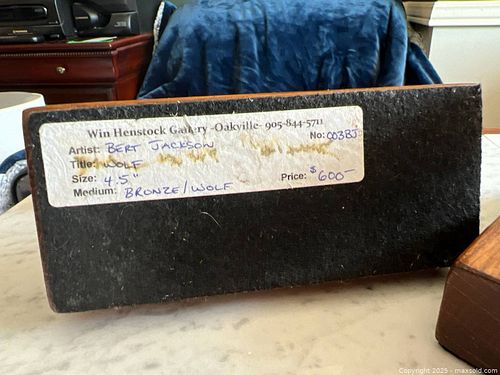 Win Henstock Gallery -Oakville- 905-844-5711
Artist: BERT JACKSON No: C03BJ
Title: WOLF
Size: 4.5"
Medium: BRONZE/WOLF Price: $600-
Copyright 2025 - maxsold.com